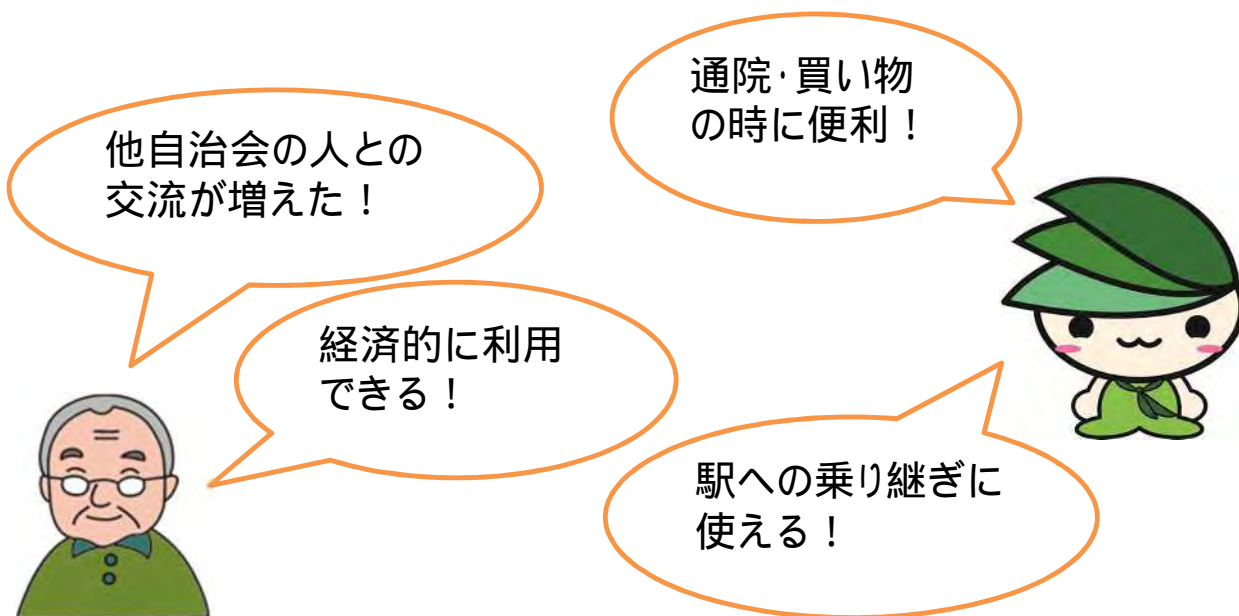 他自治会の人との
交流が増えた！
通院・買い物
の時に便利！
経済的に利用
できる！
駅への乗り継ぎに
使える！